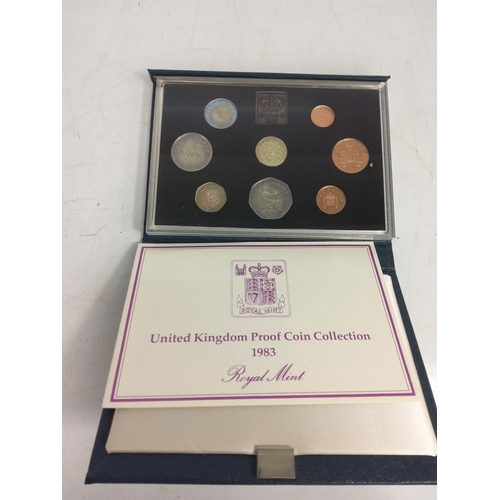 ROYAL MINT
United Kingdom Proof Coin Collection
1983
Royal Mint